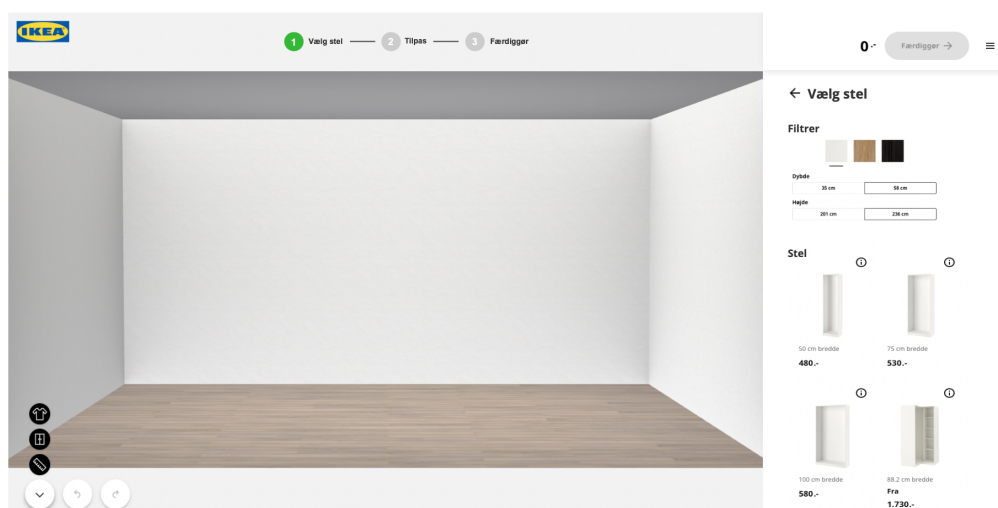 IKEA
1 Vælg stel 2 Tilpas 3 Færdiggør
0.- Færdiggør →
← Vælg stel
Filtrer
Dybde
35 cm 58 cm
Højde
201 cm 236 cm
Stel
50 cm bredde
480.-
75 cm bredde
530.-
100 cm bredde
580.-
88.2 cm bredde
Fra
1.730.-